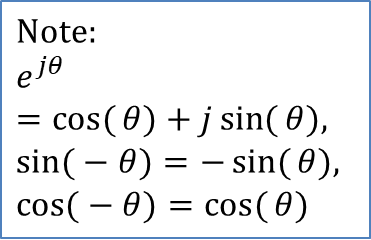 Note:
e^{jθ}
= cos( θ) + j sin( θ),
sin( − θ) = − sin( θ),
cos( − θ) = cos( θ)